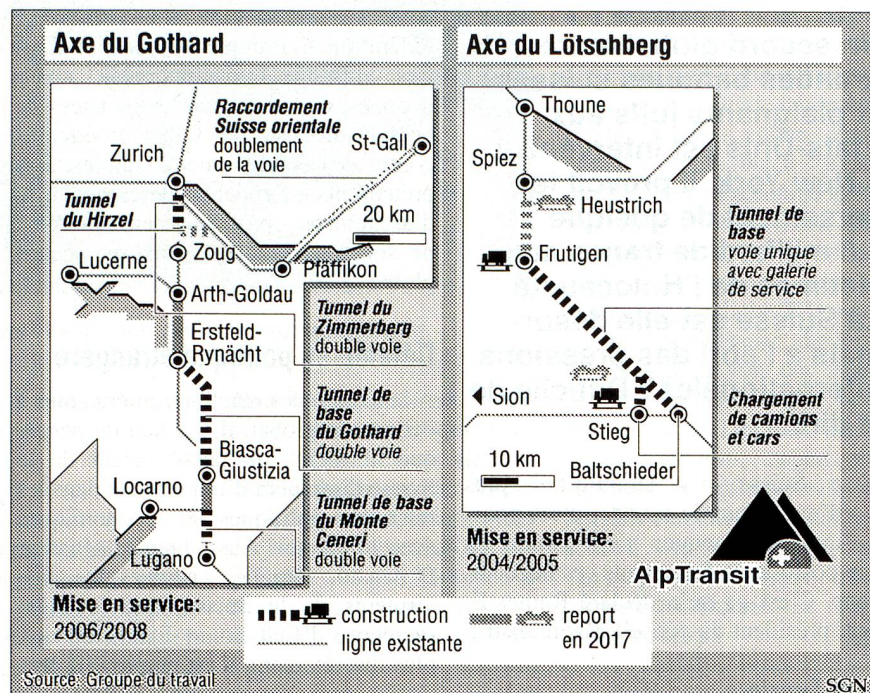 Axe du Gothard
Raccordement
Suisse orientale
doublement
de la voie
St-Gall
Zurich
Tunnel
du Hirzel
20 km
Zoug
Lucerne
Pfäffikon
Arth-Goldau
Tunnel du
Zimmerberg
double voie
Erstfeld-
Rynächt
Tunnel de
base
du Gothard
double voie
Biasca-
Giustizia
Locarno
Tunnel de base
du Monte
Ceneri
double voie
Lugano
Mise en service:
2006/2008
Axe du Lötschberg
Thoune
Spiez
Heustrich
Tunnel de
base
voie unique
avec galerie
de service
Frutigen
Sion
Chargement
de camions
et cars
Stieg
10 km
Baltschieder
Mise en service:
2004/2005
AlpTransit
construction
ligne existante
report
en 2017
Source: Groupe du travail
SGN